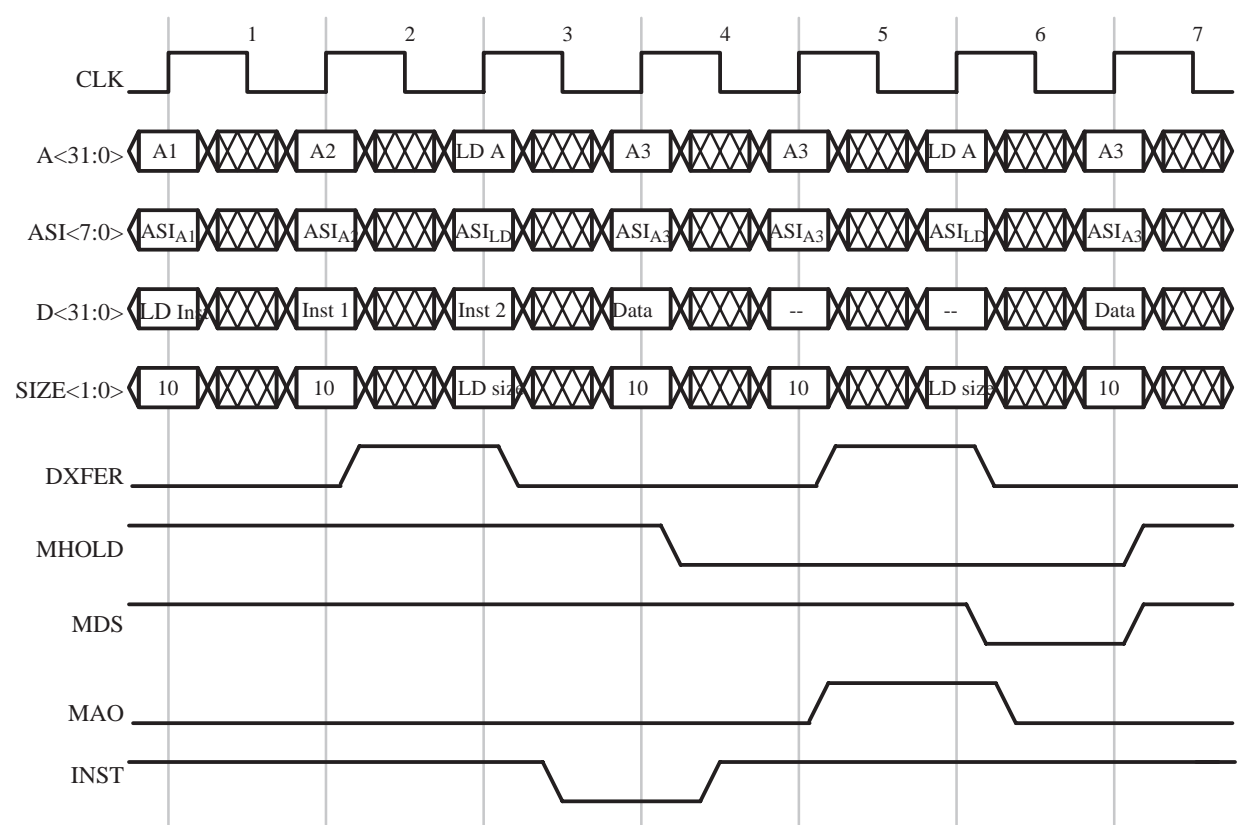 1 2 3 4 5 6 7
CLK
A<31:0> A1 A2 LD A A3 A3 LD A A3
ASI<7:0> ASIA1 ASIA2 ASILD ASIA3 ASIA3 ASILD ASIA3
D<31:0> LD Inst Inst 1 Inst 2 Data -- -- Data
SIZE<1:0> 10 10 LD size 10 10 LD size 10
DXFER
MHOLD
MDS
MAO
INST